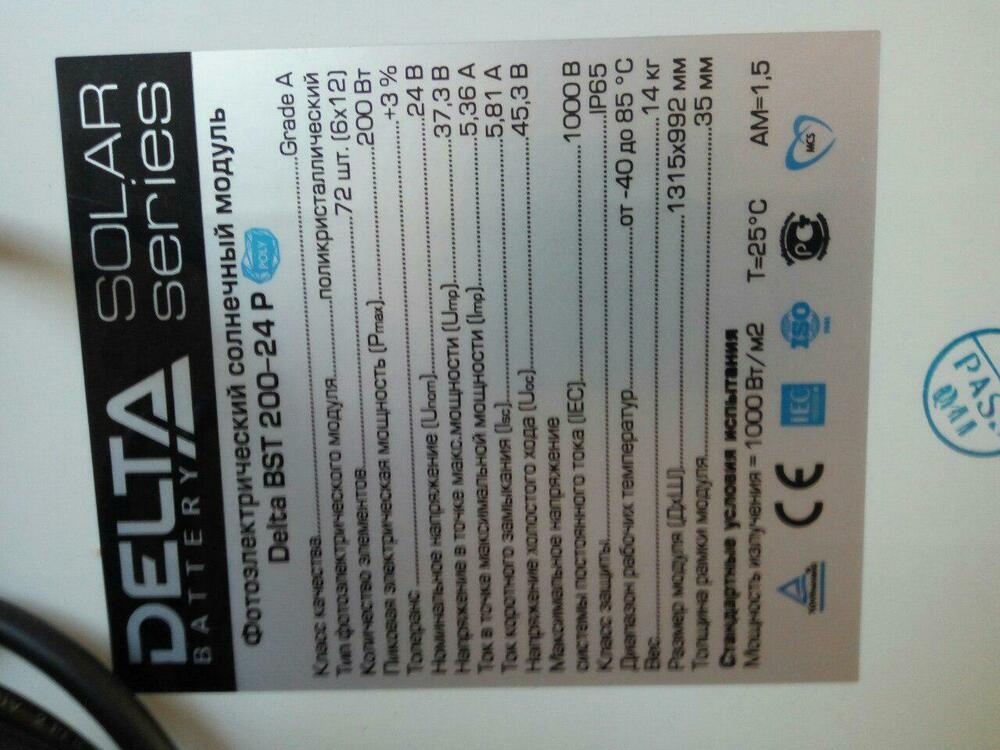 DELTA
BATTERY
SOLAR
series
Фотоэлектрический солнечный модуль
Delta BST 200-24 P
POLY
Класс качества.....Grade A
Тип фотоэлектрического модуля.....поликристаллический
Количество элементов.....72 шт. (6x12)
Пиковая электрическая мощность (Pmax).....200 Вт
Толеранс.....+3 %
Номинальное напряжение (Unom).....24 В
Напряжение в точке макс.мощности (Ump).....37,3 В
Ток в точке максимальной мощности (Imp).....5,36 А
Ток короткого замыкания (Isc).....5,81 А
Напряжение холостого хода (Uoc).....45,3 В
Максимальное напряжение
системы постоянного тока (IEC).....1000 В
Класс защиты.....IP65
Диапазон рабочих температур.....от -40 до 85 °С
Вес.....14 кг
Размер модуля (ДхШ).....1315x992 мм
Толщина рамки модуля.....35 мм
Стандартные условия испытания
Мощность излучения = 1000 Вт/м2 T=25°C AM=1,5
CE
IEC
ISO
РСТ
MCS
PAS